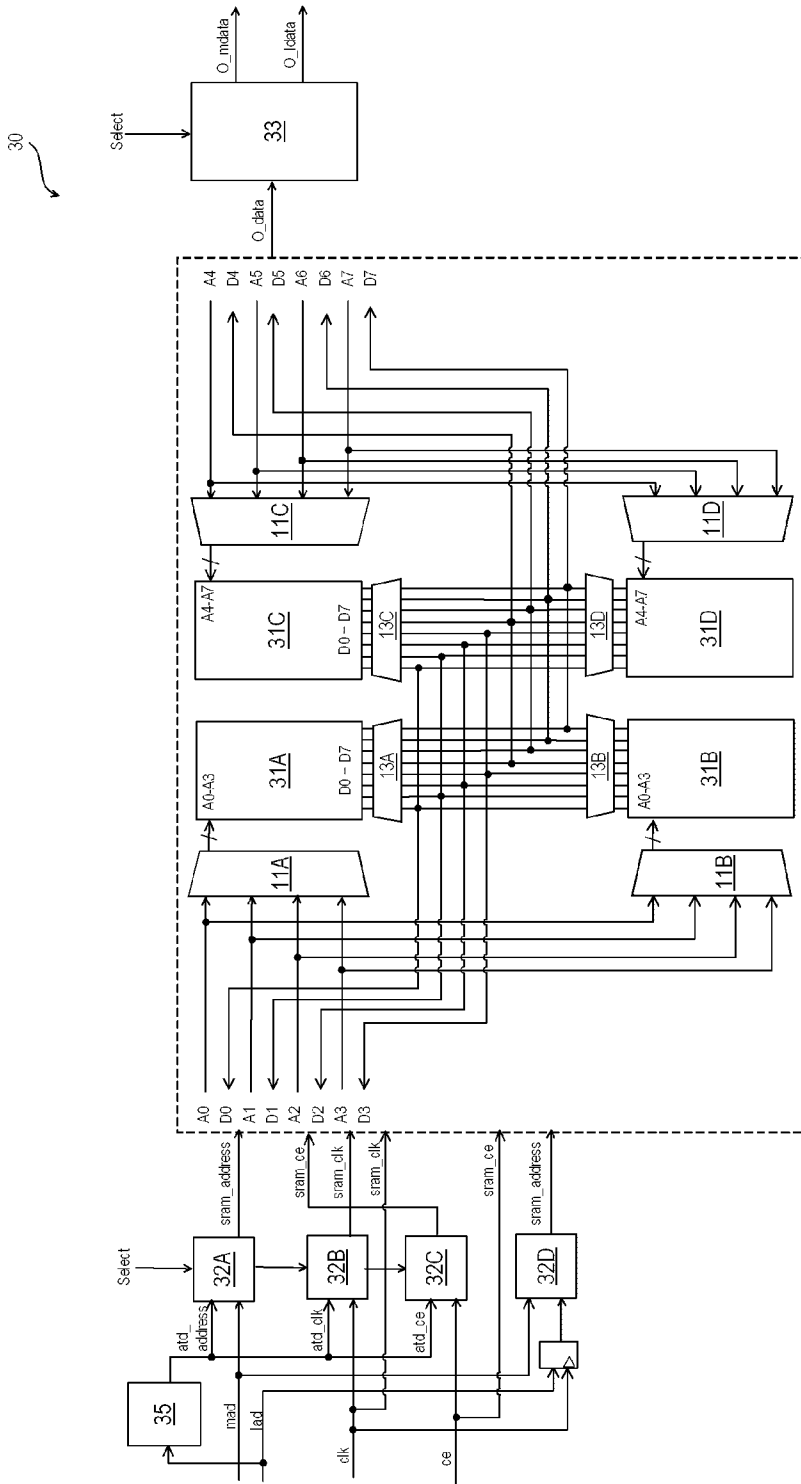 30
Select
O_mdata
O_ldata
33
O_data
A4
D4
A5
D5
A6
D6
A7
D7
11C
11D
A4-A7
31C
D0 – D7
13C
13D
A4-A7
31D
A0-A3
31A
D0 – D7
13A
13B
A0-A3
31B
11A
11B
A0
D0
A1
D1
A2
D2
A3
D3
sram_address
sram_ce
sram_clk
sram_clk
sram_ce
sram_address
Select
32A
32B
32C
32D
atd_
address
atd_clk
atd_ce
35
mad
lad
clk
ce